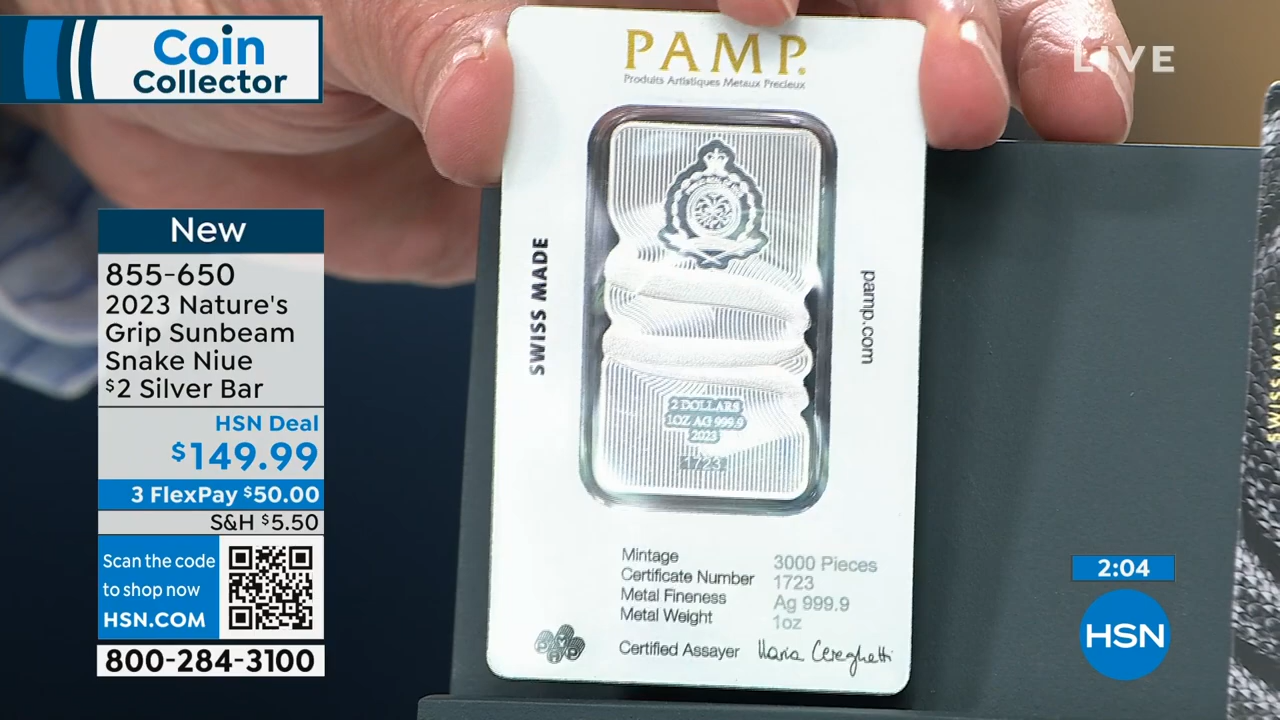 Coin
Collector
LIVE
New
855-650
2023 Nature's
Grip Sunbeam
Snake Niue
$2 Silver Bar
HSN Deal
$149.99
3 FlexPay $50.00
S&H $5.50
Scan the code
to shop now
HSN.COM
800-284-3100
PAMP.
Produits Artistiques Métaux Précieux
SWISS MADE
pamp.com
2 DOLLARS
1OZ AG 999.9
2023
1723
Mintage 3000 Pieces
Certificate Number 1723
Metal Fineness Ag 999.9
Metal Weight 1oz
Certified Assayer
2:04
HSN